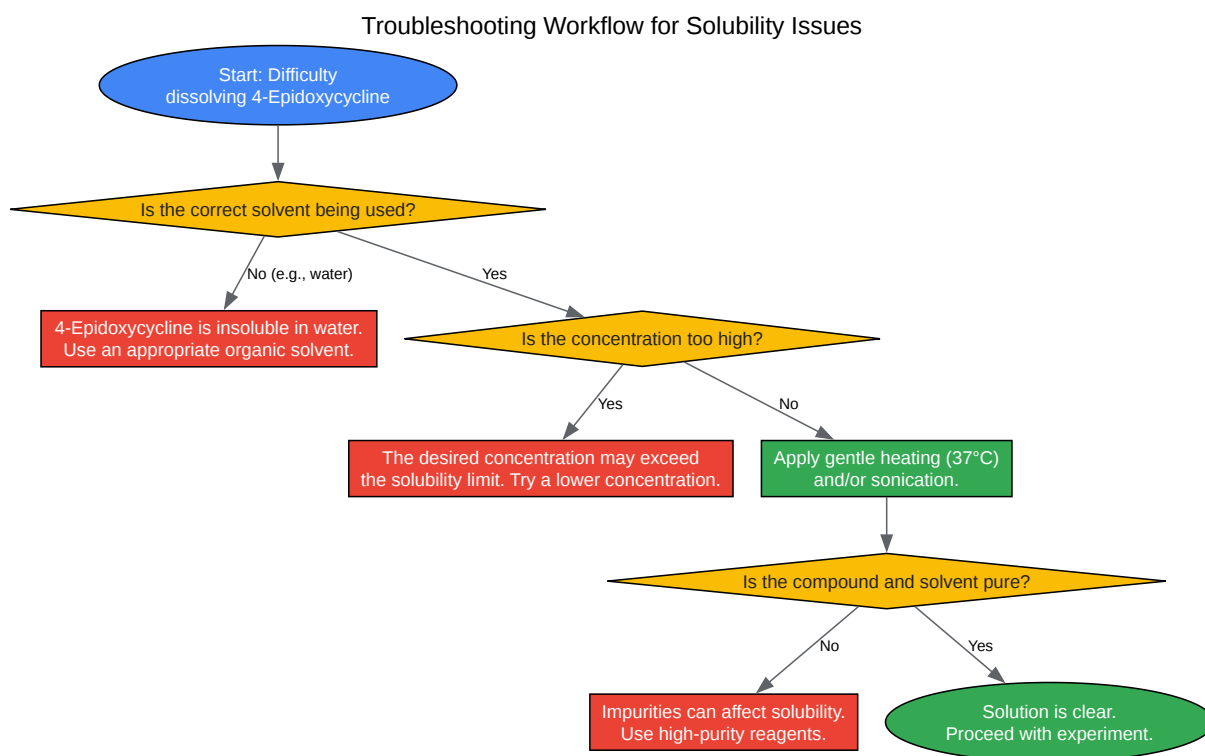 Troubleshooting Workflow for Solubility Issues
Start: Difficulty
dissolving 4-Epidoxycycline
Is the correct solvent being used?
No (e.g., water)
Yes
4-Epidoxycycline is insoluble in water.
Use an appropriate organic solvent.
Is the concentration too high?
Yes
No
The desired concentration may exceed
the solubility limit. Try a lower concentration.
Apply gentle heating (37°C)
and/or sonication.
Is the compound and solvent pure?
No
Yes
Impurities can affect solubility.
Use high-purity reagents.
Solution is clear.
Proceed with experiment.